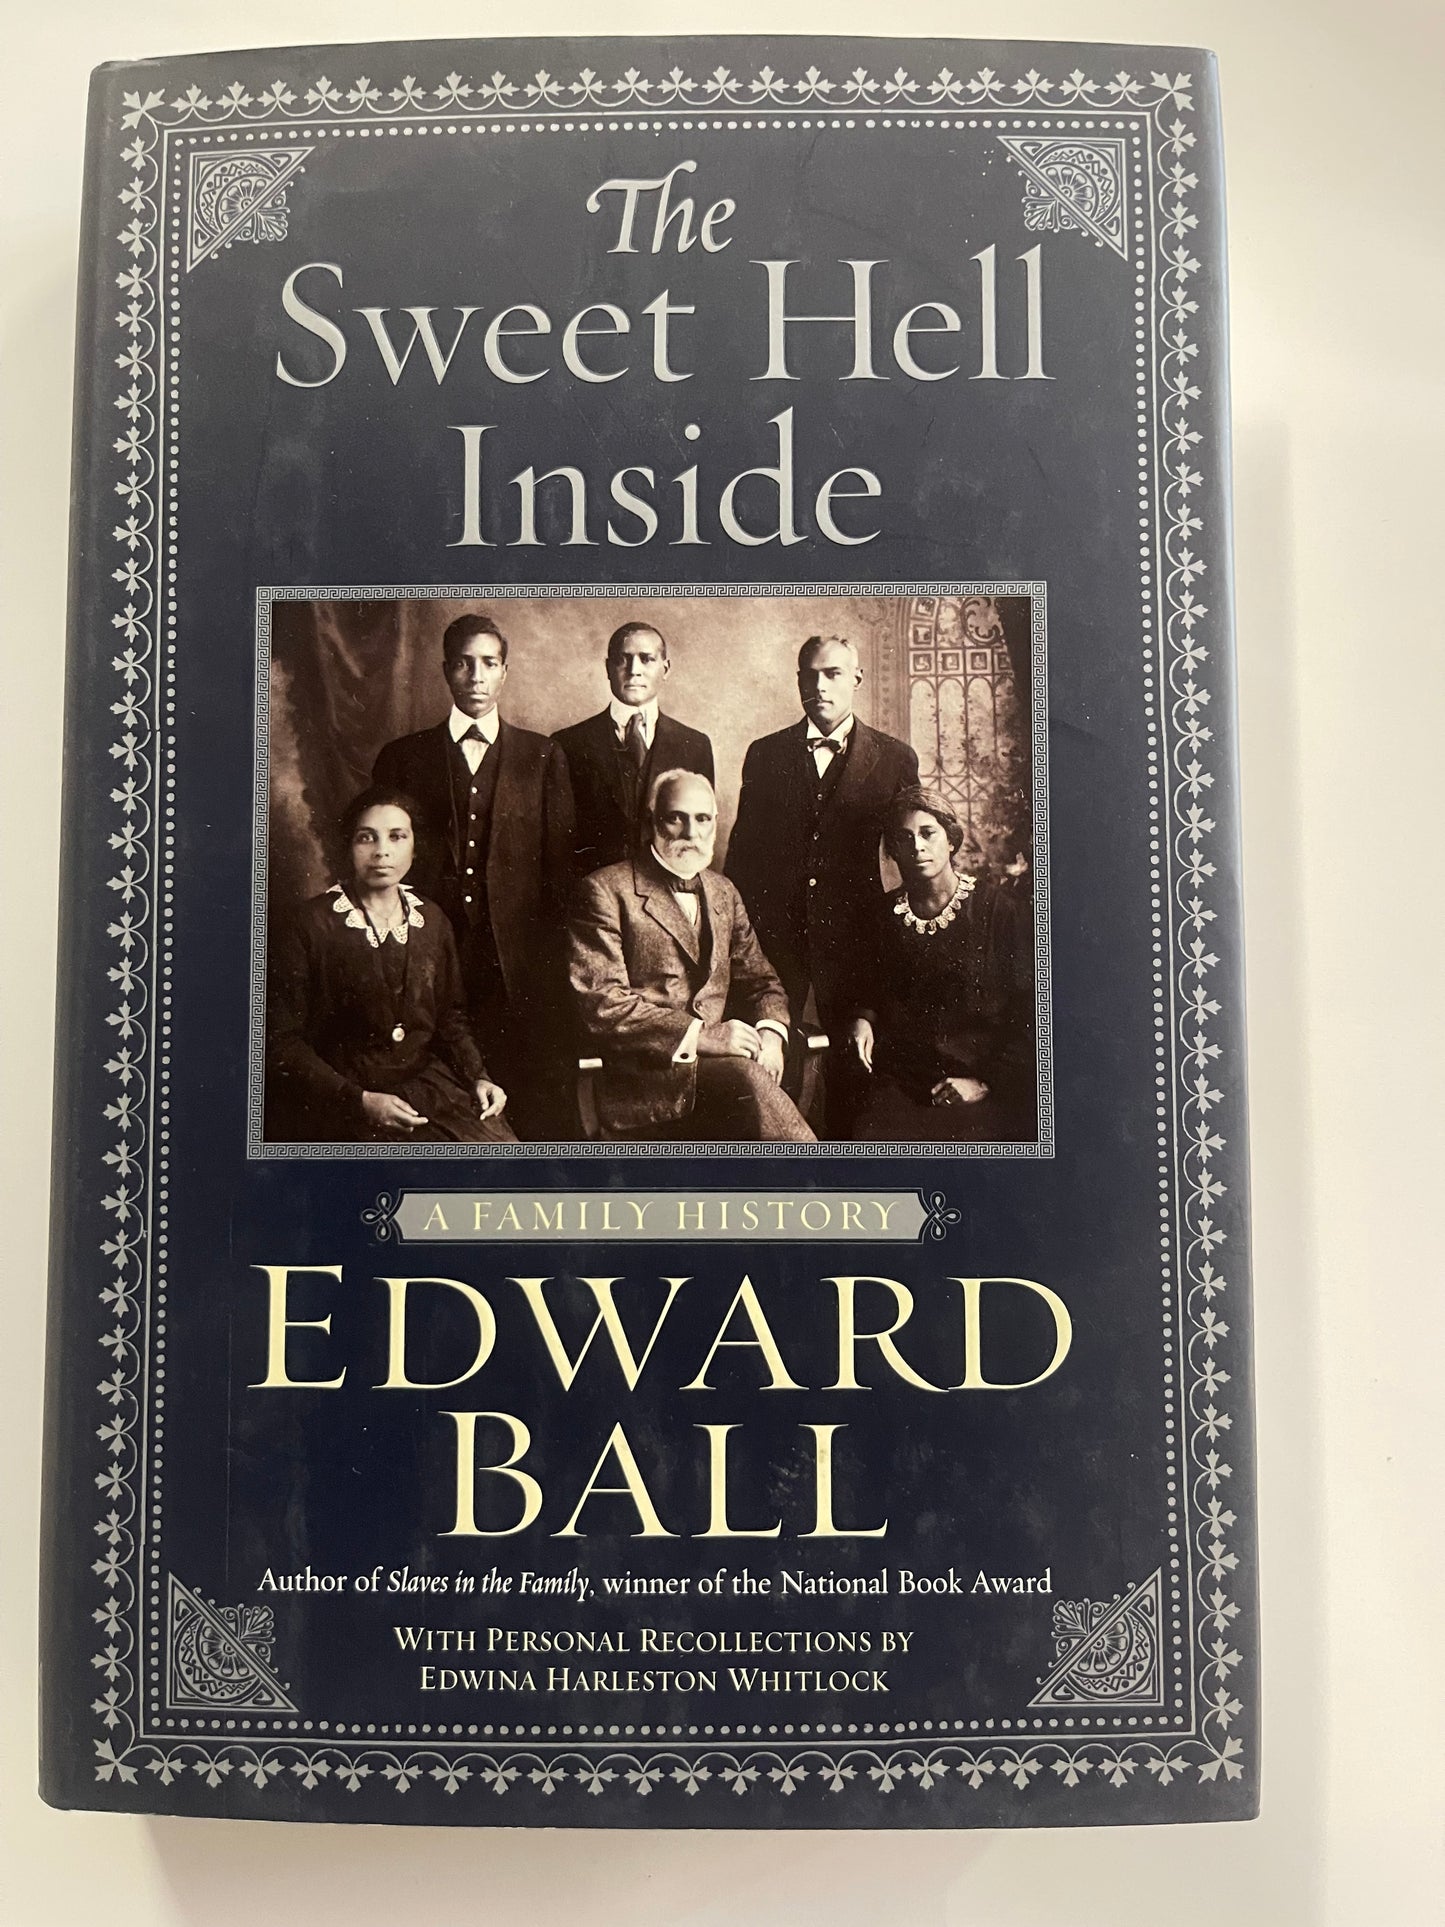 The
Sweet Hell
Inside
A FAMILY HISTORY
EDWARD
BALL
Author of Slaves in the Family, winner of the National Book Award
WITH PERSONAL RECOLLECTIONS BY
EDWINA HARLESTON WHITLOCK